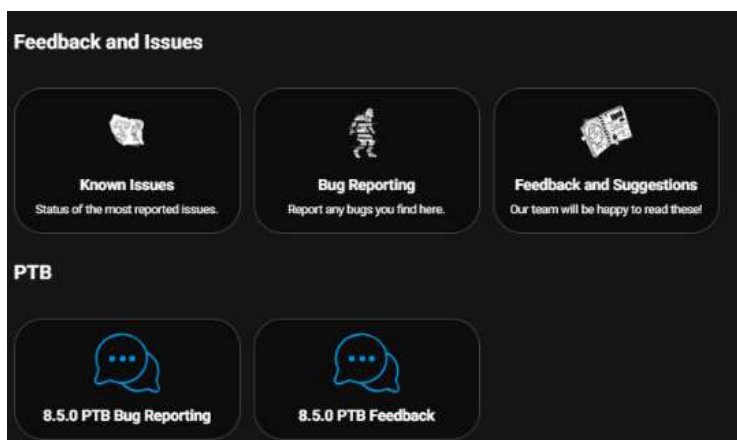 Feedback and Issues
Known Issues
Status of the most reported issues.
Bug Reporting
Report any bugs you find here.
Feedback and Suggestions
Our team will be happy to read these!
PTB
8.5.0 PTB Bug Reporting
8.5.0 PTB Feedback